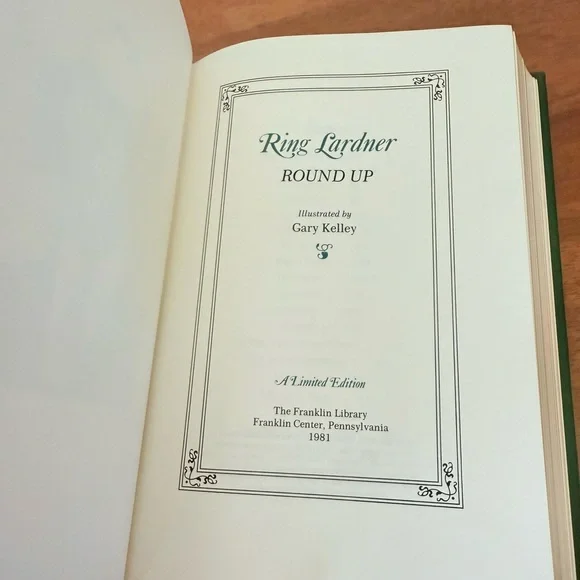 Ring Lardner
ROUND UP
Illustrated by
Gary Kelley
A Limited Edition
The Franklin Library
Franklin Center, Pennsylvania
1981